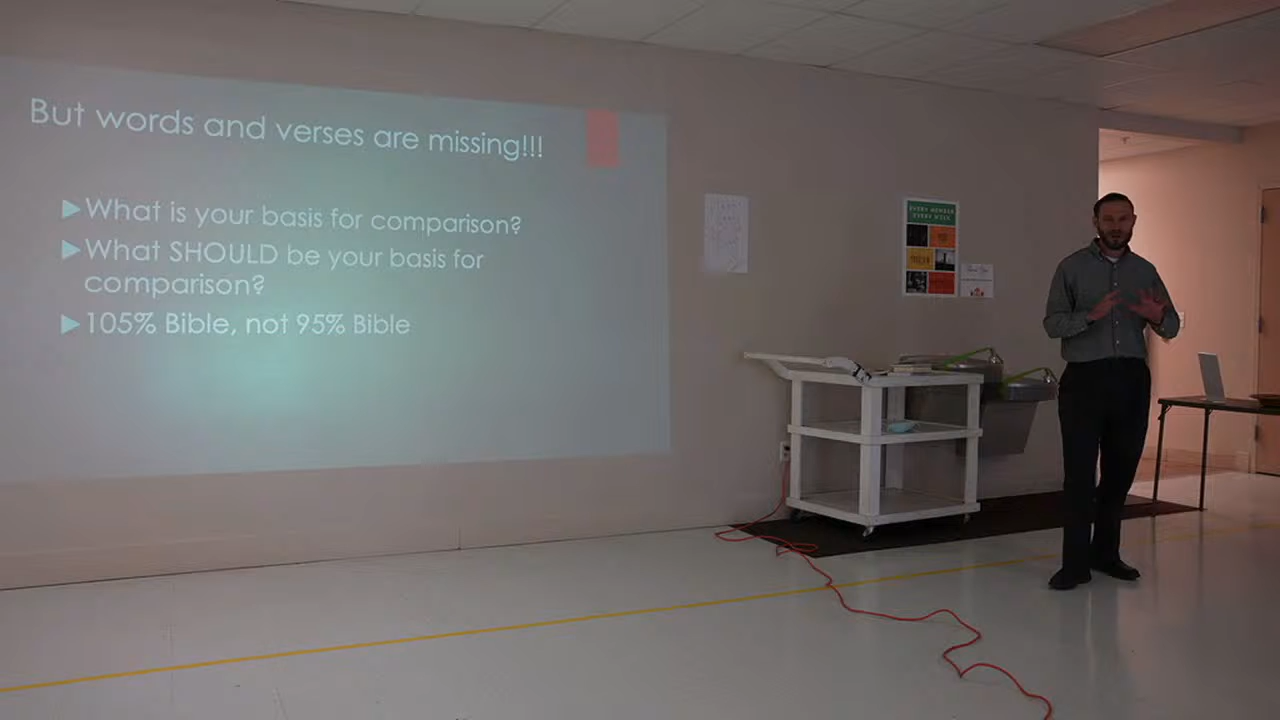 But words and verses are missing!!!
What is your basis for comparison?
What SHOULD be your basis for
comparison?
105% Bible, not 95% Bible
EVERY MEMBER
EVERY WEEK